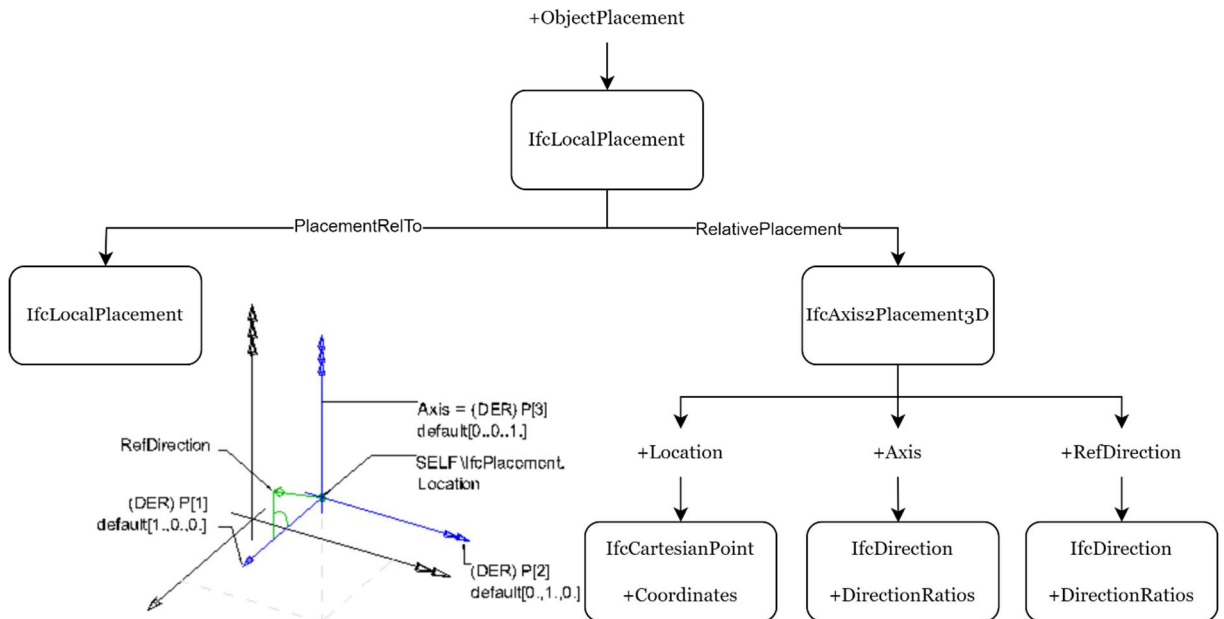 +ObjectPlacement
IfcLocalPlacement
PlacementRelTo
RelativePlacement
IfcLocalPlacement
IfcAxis2Placement3D
Axis = (DER) P[3]
default[0..0..1.]
RefDirection
SELF\IfcPlacement.
Location
(DER) P[1]
default[1..0..0.]
(DER) P[2]
default[0.,1.,0.]
+Location
+Axis
+RefDirection
IfcCartesianPoint
+Coordinates
IfcDirection
+DirectionRatios
IfcDirection
+DirectionRatios